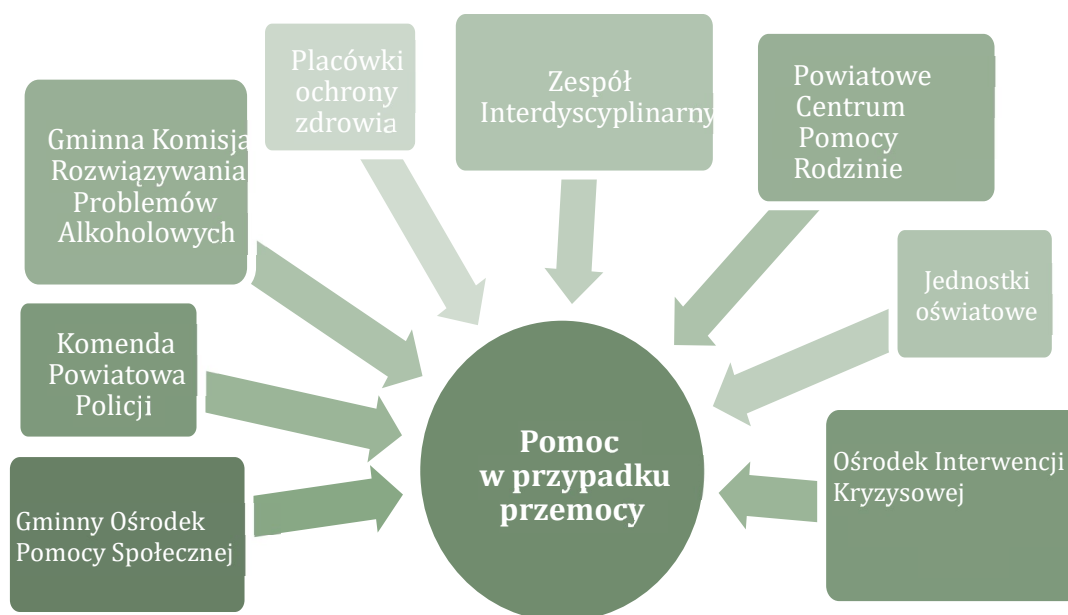 Placówki
ochrony
zdrowia
Zespół
Interdyscyplinarny
Powiatowe
Centrum
Pomocy
Rodzinie
Gminna Komisja
Rozwiązywania
Problemów
Alkoholowych
Jednostki
oświatowe
Komenda
Powiatowa
Policji
Pomoc
w przypadku
przemocy
Ośrodek Interwencji
Kryzysowej
Gminny Ośrodek
Pomocy Społecznej